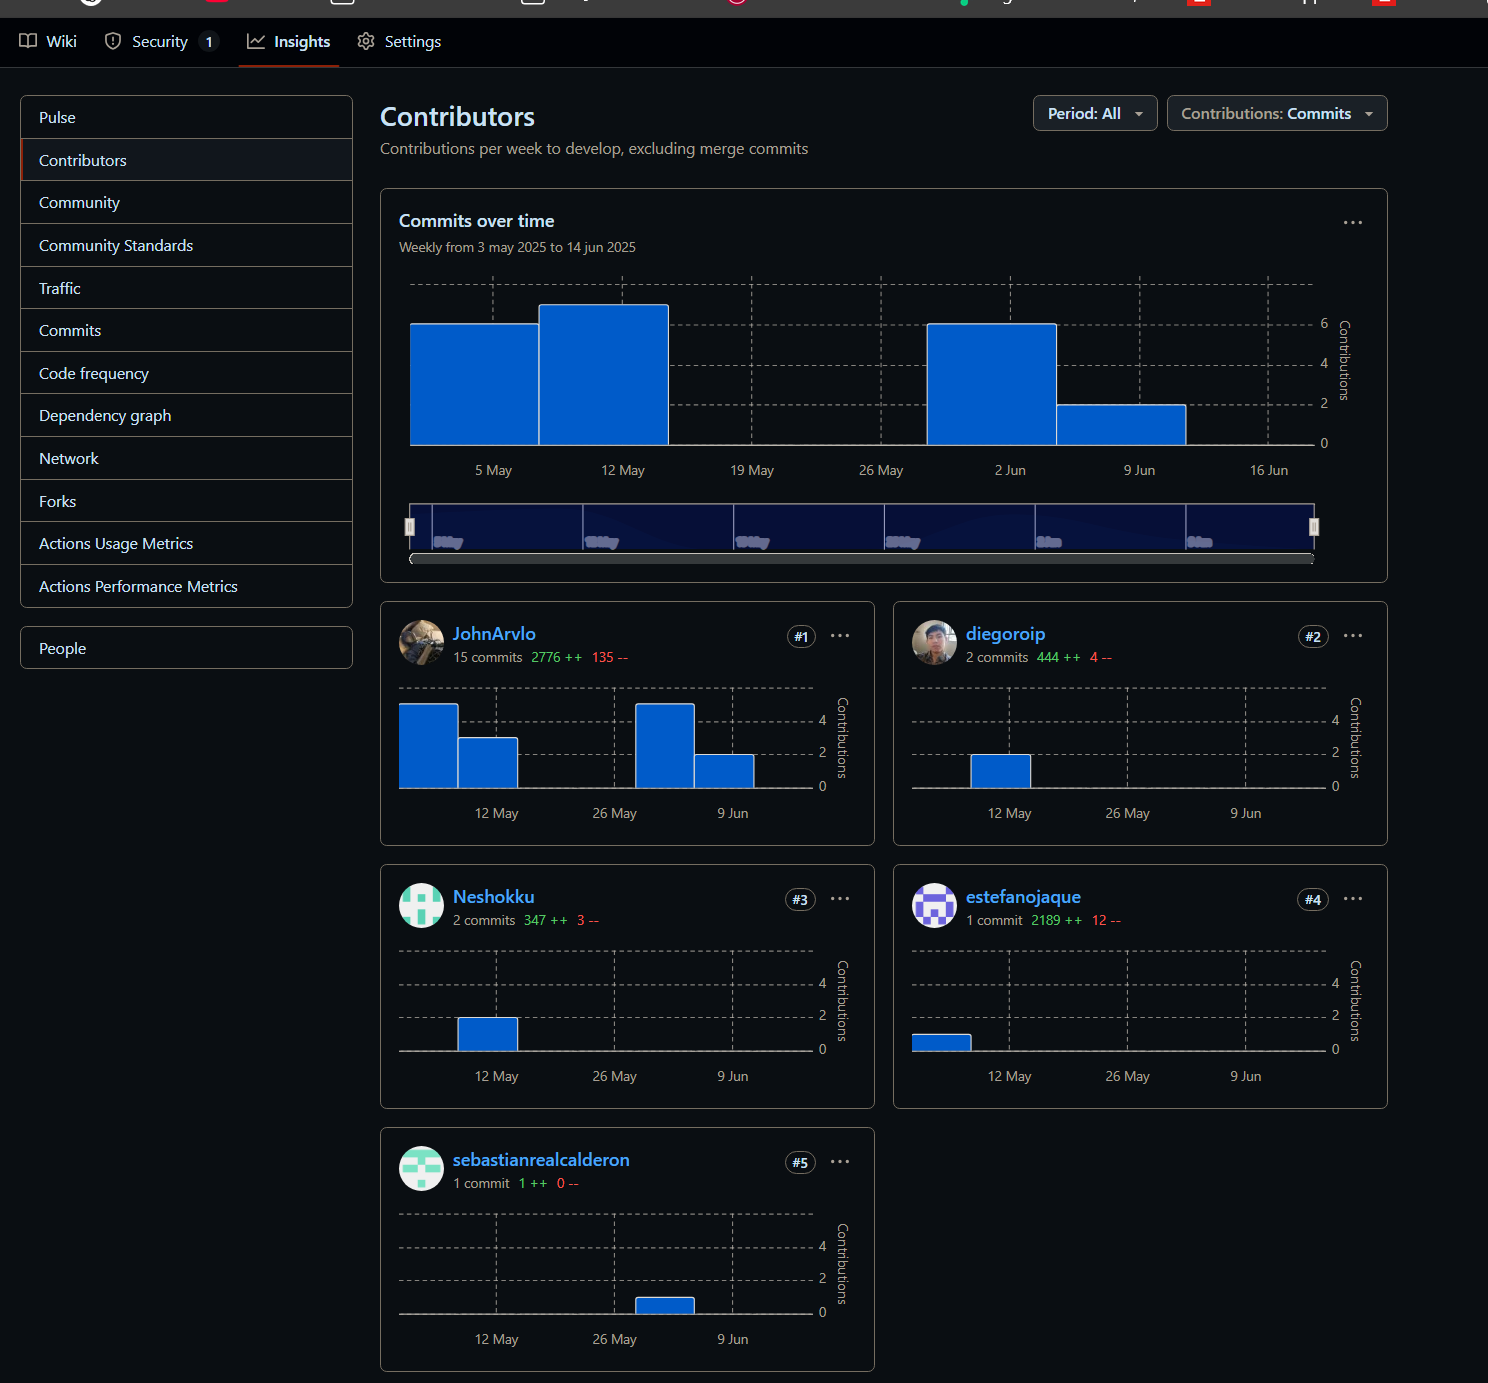 Wiki
Security 1
Insights
Settings
Pulse
Contributors
Community
Community Standards
Traffic
Commits
Code frequency
Dependency graph
Network
Forks
Actions Usage Metrics
Actions Performance Metrics
People
Contributors
Period: All
Contributions: Commits
Contributions per week to develop, excluding merge commits
Commits over time
Weekly from 3 may 2025 to 14 jun 2025
6
4
2
0
Contributions
5 May 12 May 19 May 26 May 2 Jun 9 Jun 16 Jun
JohnArvlo #1
15 commits 2776 ++ 135 --
4
2
0
Contributions
12 May 26 May 9 Jun
diegoroip #2
2 commits 444 ++ 4 --
4
2
0
Contributions
12 May 26 May 9 Jun
Neshokku #3
2 commits 347 ++ 3 --
4
2
0
Contributions
12 May 26 May 9 Jun
estefanojaque #4
1 commit 2189 ++ 12 --
4
2
0
Contributions
12 May 26 May 9 Jun
sebastianrealcalderon #5
1 commit 1 ++ 0 --
4
2
0
Contributions
12 May 26 May 9 Jun